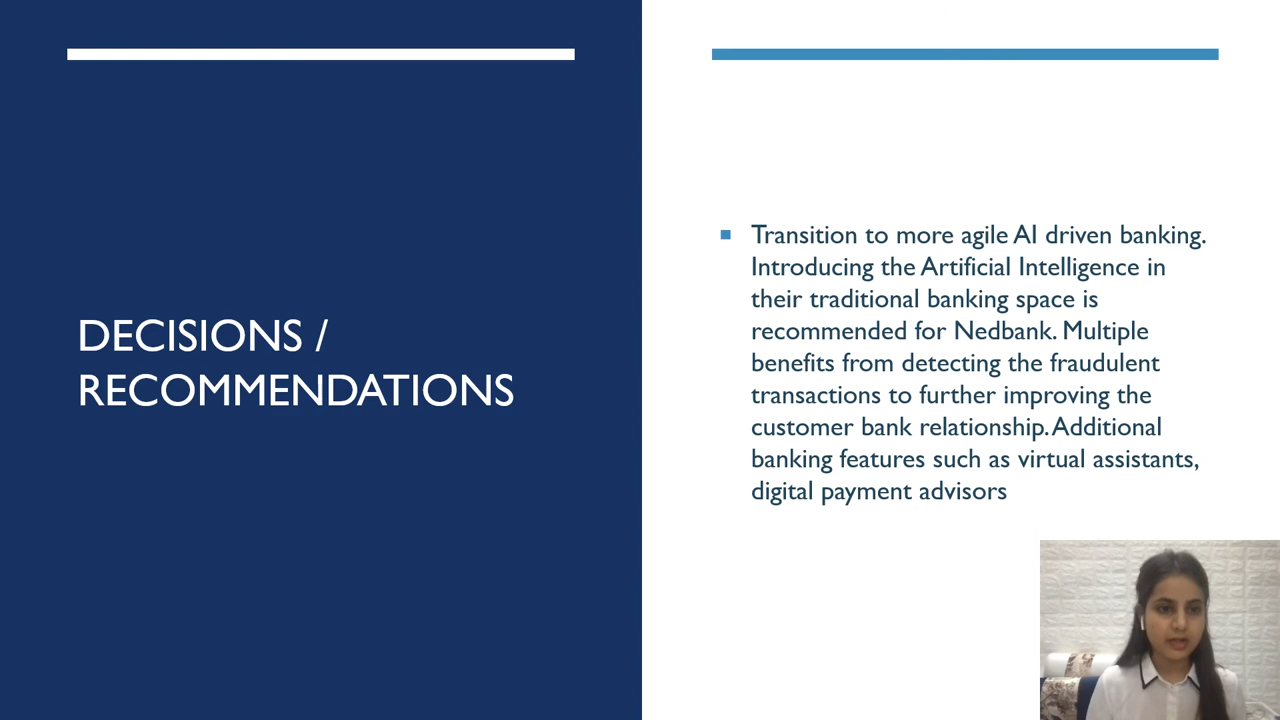 DECISIONS /
RECOMMENDATIONS
Transition to more agile AI driven banking.
Introducing the Artificial Intelligence in
their traditional banking space is
recommended for Nedbank. Multiple
benefits from detecting the fraudulent
transactions to further improving the
customer bank relationship. Additional
banking features such as virtual assistants,
digital payment advisors